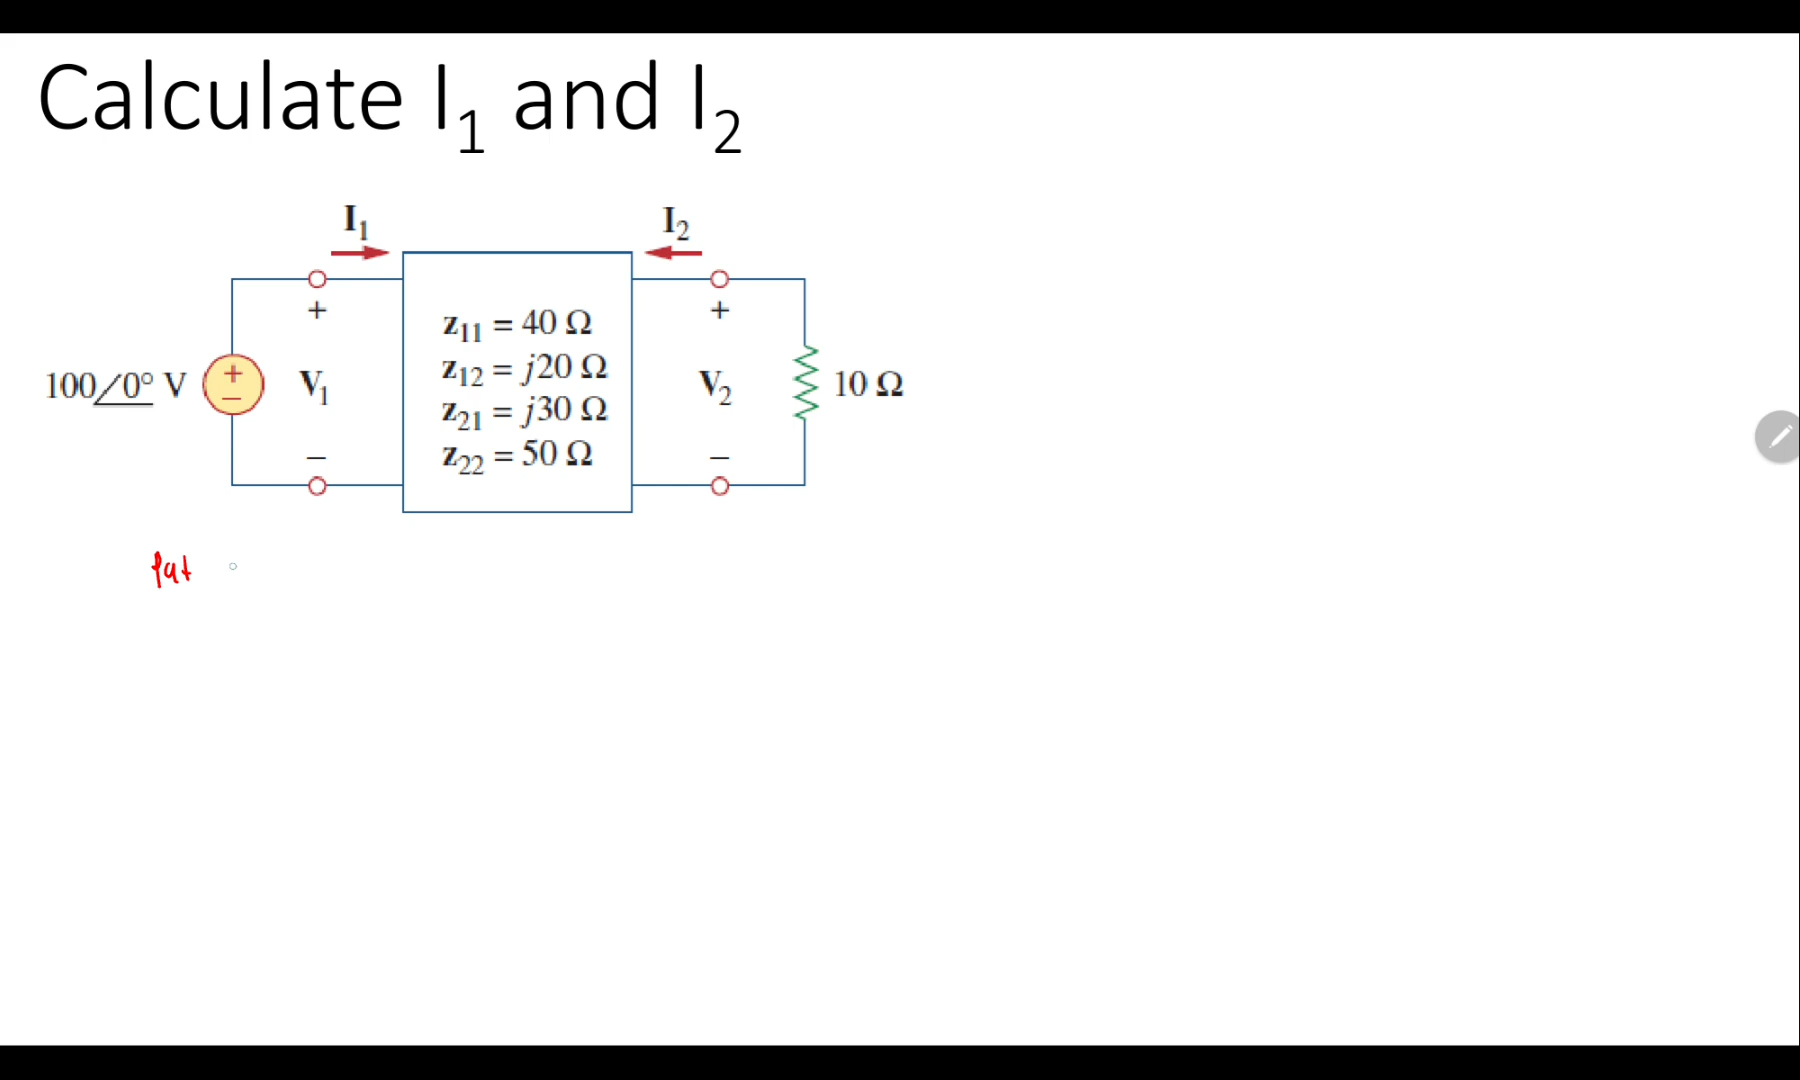 Calculate I₁ and I₂
I₁ I₂
+ +
z₁₁ = 40 Ω
z₁₂ = j20 Ω
100∠0° V + − V₁ V₂ 10 Ω
z₂₁ = j30 Ω
z₂₂ = 50 Ω
− −